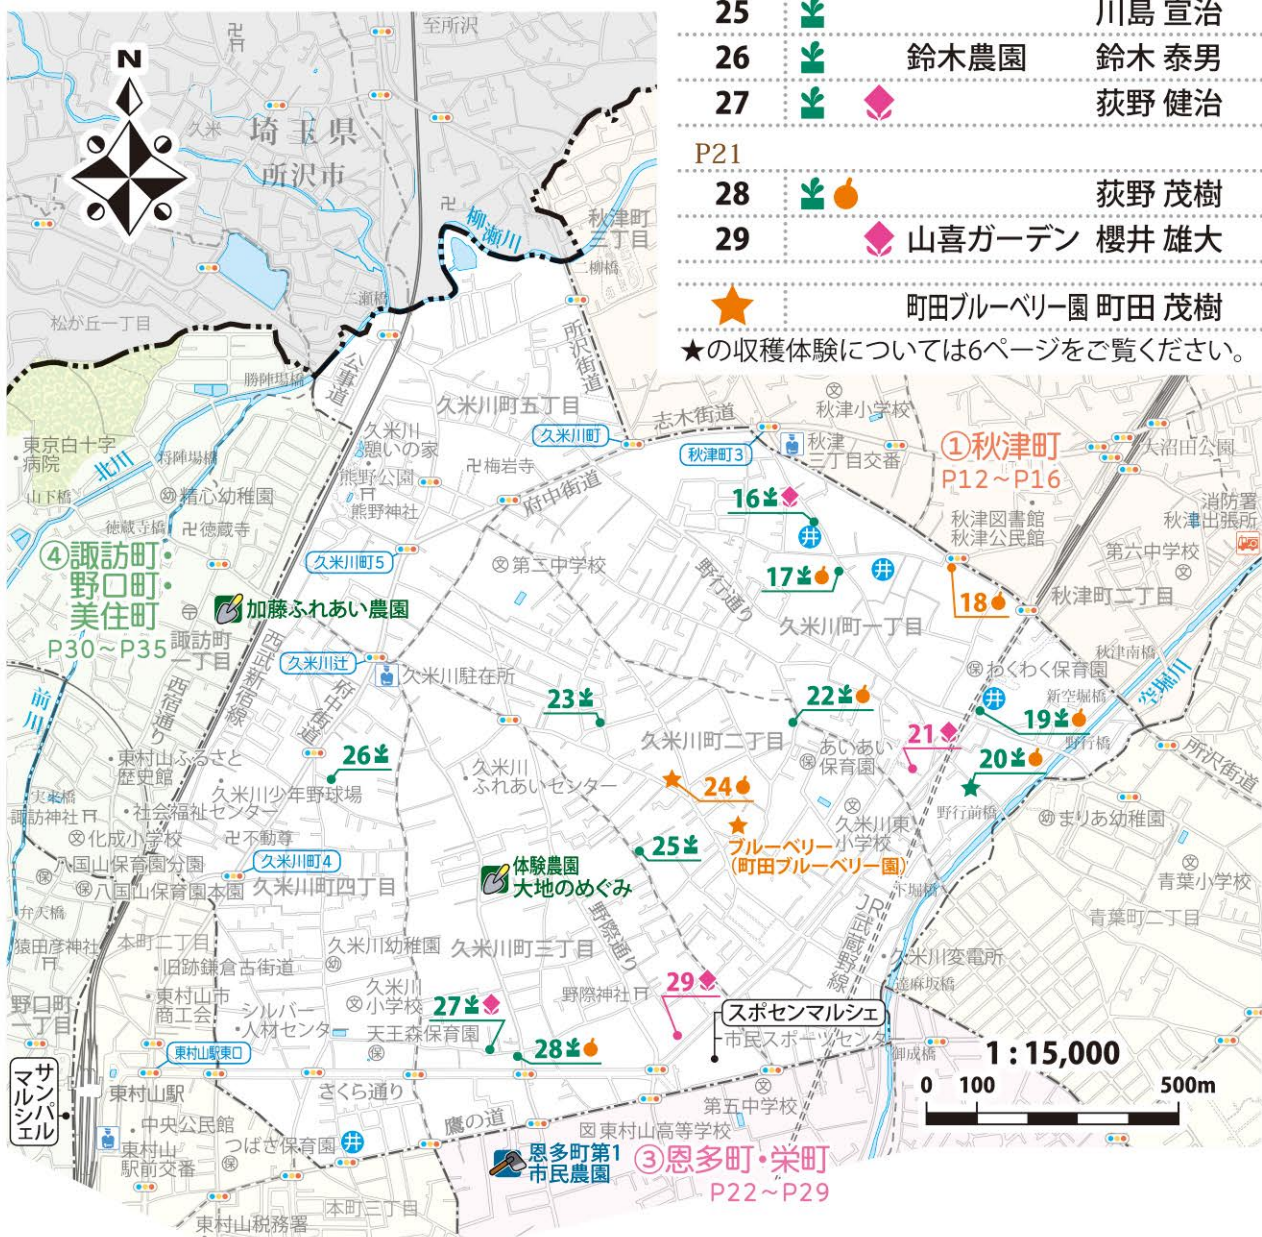 25 川島 宣治
26 鈴木農園 鈴木 泰男
27 荻野 健治
P21
28 荻野 茂樹
29 山喜ガーデン 櫻井 雄大
★ 町田ブルーベリー園 町田 茂樹
★の収穫体験については6ページをご覧ください。
N
至所沢
久米
埼玉県
所沢市
柳瀬川
秋津町
三丁目
二柳橋
二瀬橋
松が丘一丁目
勝陣場橋
公事道
所沢街道
久米川町五丁目
志木街道
秋津小学校
久米川町
秋津町3
秋津
三丁目交番
①秋津町
P12～P16
大沼田公園
東京白十字
病院
北川
将陣場橋
山下橋
精心幼稚園
徳蔵寺橋
卍徳蔵寺
久米川
憩いの家
熊野公園
熊野神社
卍梅岩寺
府中街道
16
消防署
秋津出張所
秋津図書館
秋津公民館
第六中学校
④諏訪町・
野口町・
美住町
P30～P35
久米川町5
第二中学校
野行通り
井
井
17
18
秋津町二丁目
加藤ふれあい農園
諏訪町
一丁目
久米川町一丁目
秋津南橋
久米川辻
久米川駐在所
わくわく保育園
新空堀橋
空堀川
前川
西宿通り
西武新宿線
府中街道
井
19
23
22
21
野行橋
所沢街道
久米川町二丁目
あいあい
保育園
20
26
東村山ふるさと
歴史館
久米川
ふれあいセンター
24
久米川少年野球場
諏訪神社
社会福祉センター
野行前橋
まりあ幼稚園
化成小学校
卍不動尊
久米川東
小学校
ブルーベリー
(町田ブルーベリー園)
25
久米川町4
八国山保育園分園
八国山保育園本園
久米川町四丁目
体験農園
大地のめぐみ
下堀橋
青葉小学校
青葉町二丁目
弁天橋
猿田彦神社
本町二丁目
久米川幼稚園
久米川町三丁目
野際通り
JR武蔵野線
旧跡鎌倉古街道
久米川変電所
達麻坂橋
久米川
小学校
野際神社
29
野口町
一丁目
東村山市
商工会
シルバー
人材センター
天王森保育園
27
スポセンマルシェ
市民スポーツセンター
28
御成橋
1：15,000
0 100 500m
東村山駅東口
サンパル
マルシェ
東村山駅
さくら通り
中央公民館
東村山
駅前交番
つばさ保育園
井
鷹の道
第五中学校
東村山高等学校
恩多町第1
市民農園
③恩多町・栄町
P22～P29
本町三丁目
東村山税務署